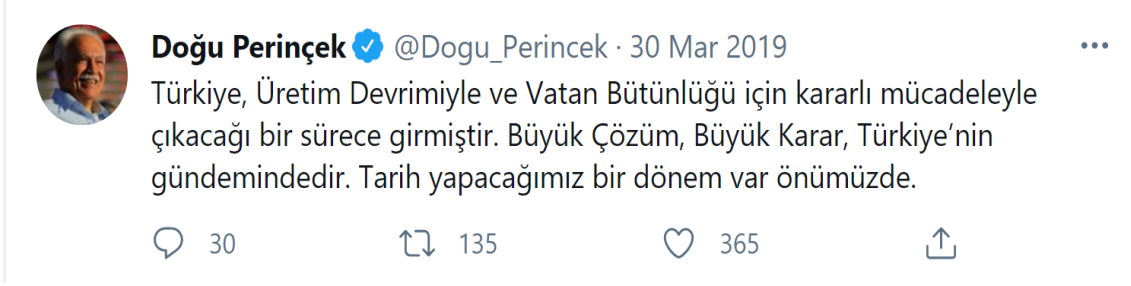 Doğu Perinçek @Dogu_Perincek · 30 Mar 2019
Türkiye, Üretim Devrimiyle ve Vatan Bütünlüğü için kararlı mücadeleyle
çıkacağı bir sürece girmiştir. Büyük Çözüm, Büyük Karar, Türkiye’nin
gündemindedir. Tarih yapacağımız bir dönem var önümüzde.
30 135 365